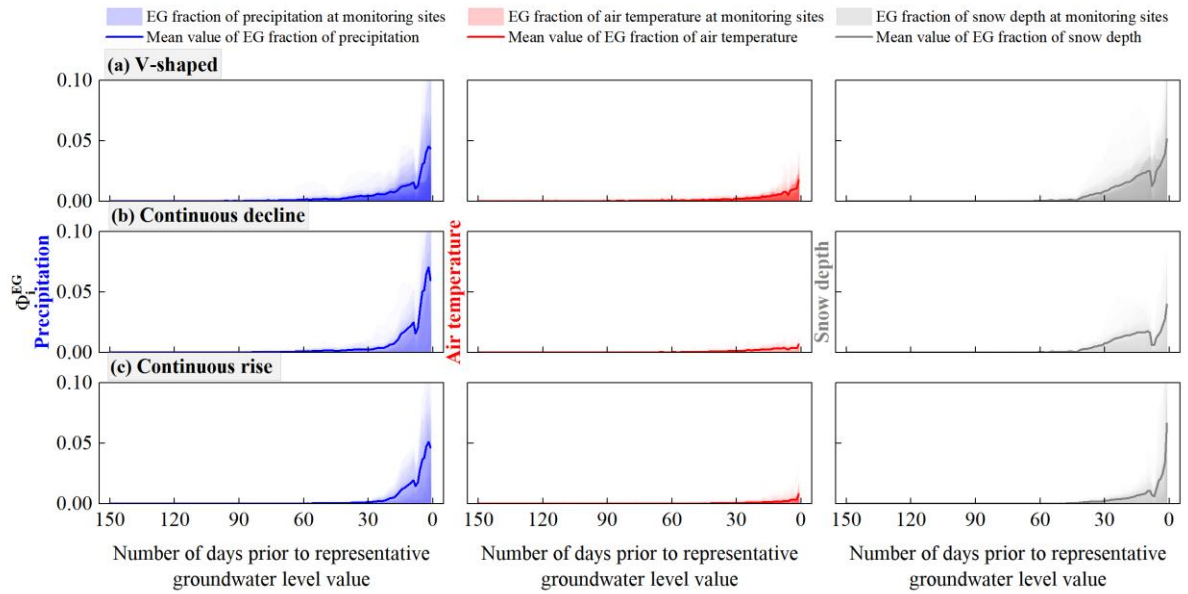 EG fraction of precipitation at monitoring sites
Mean value of EG fraction of precipitation
EG fraction of air temperature at monitoring sites
Mean value of EG fraction of air temperature
EG fraction of snow depth at monitoring sites
Mean value of EG fraction of snow depth
(a) V-shaped
0.10
0.05
0.00
(b) Continuous decline
0.10
0.05
0.00
(c) Continuous rise
0.10
0.05
0.00
Φ_i^EG
Precipitation
Air temperature
Snow depth
150 120 90 60 30 0
150 120 90 60 30 0
150 120 90 60 30 0
Number of days prior to representative
groundwater level value
Number of days prior to representative
groundwater level value
Number of days prior to representative
groundwater level value